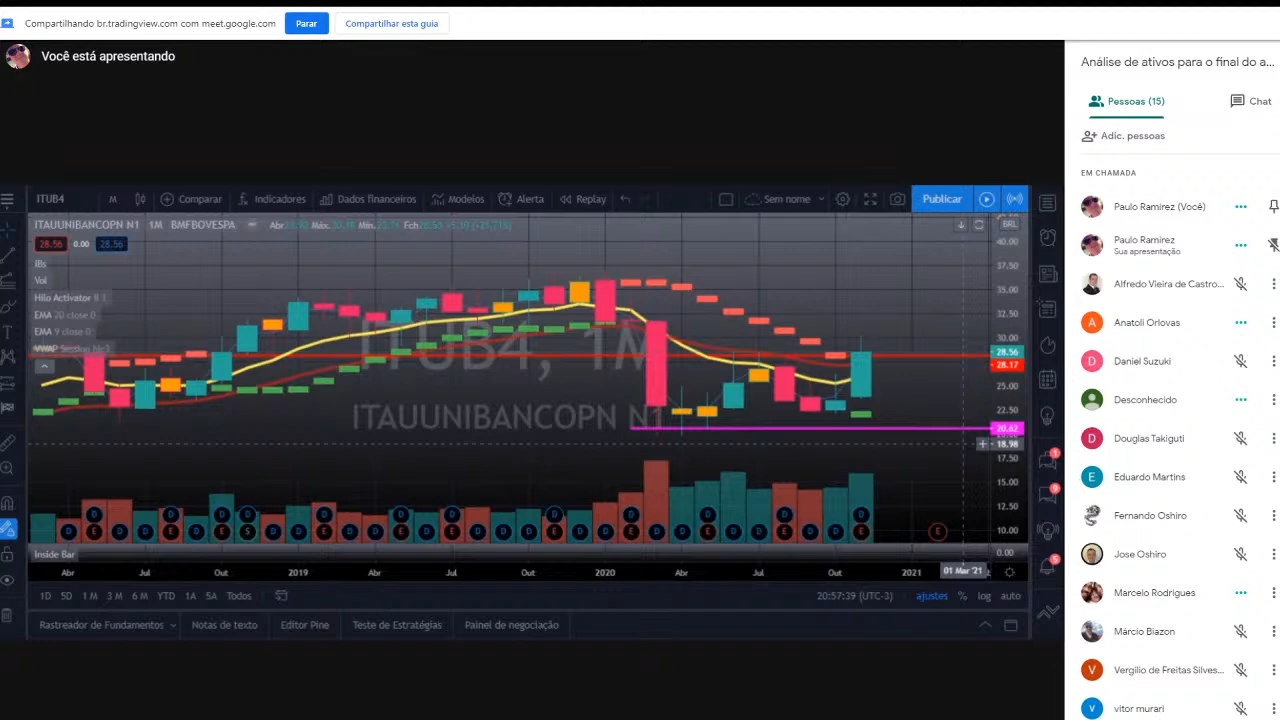 Compartilhando br.tradingview.com com meet.google.com Parar Compartilhar esta guia
Você está apresentando
Análise de ativos para o final do a...
Pessoas (15) Chat
Adic. pessoas
EM CHAMADA
Paulo Ramirez (Você)
Paulo Ramirez
Sua apresentação
Alfredo Vieira de Castro...
A Anatoli Orlovas
D Daniel Suzuki
Desconhecido
D Douglas Takiguti
E Eduardo Martins
Fernando Oshiro
Jose Oshiro
Marcelo Rodrigues
Márcio Biazon
V Vergilio de Freitas Silves...
V vitor murari
ITUB4 M Comparar Indicadores Dados financeiros Modelos Alerta Replay Sem nome Publicar
ITAUUNIBANCOPN N1 1M BMFBOVESPA
28.56 0.00 28.56
Vol
Hilo Activator
EMA 20 close 0
EMA 9 close 0
VWAP Session hlc3
ITUB4, 1M
ITAUUNIBANCOPN N1
BRL
40.00
37.50
35.00
32.50
30.00
28.56
28.17
25.00
22.50
20.62
18.98
17.50
15.00
12.50
10.00
0.00
Inside Bar
Abr Jul Out 2019 Abr Jul Out 2020 Abr Jul Out 2021 01 Mar '21
1D 5D 1 M 3 M 6 M YTD 1A 5A Todos 20:57:39 (UTC-3) ajustes % log auto
Rastreador de Fundamentos Notas de texto Editor Pine Teste de Estratégias Painel de negociação